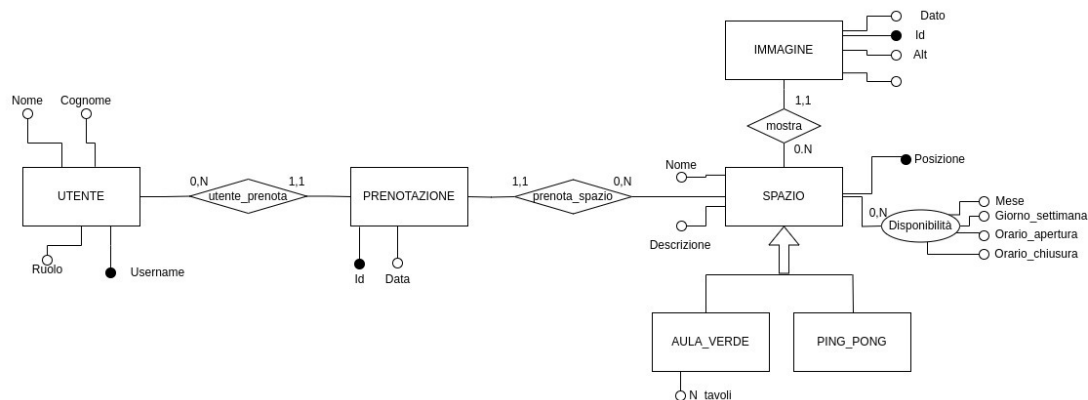 Dato
IMMAGINE
Id
Alt
Nome
Cognome
1,1
mostra
0.N
Nome
Posizione
UTENTE
0,N
utente_prenota
1,1
PRENOTAZIONE
1,1
prenota_spazio
0,N
SPAZIO
0,N
Disponibilità
Mese
Giorno_settimana
Orario_apertura
Orario_chiusura
Descrizione
Ruolo
Username
Id
Data
AULA_VERDE
PING_PONG
N_tavoli